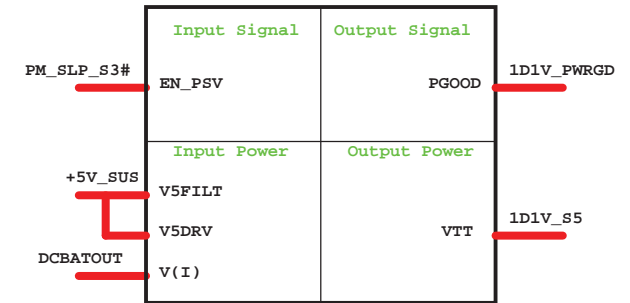 Input Signal
Output Signal
PM_SLP_S3#
EN_PSV
PGOOD
1D1V_PWRGD
Input Power
Output Power
+5V_SUS
V5FILT
V5DRV
VTT
1D1V_S5
DCBATOUT
V(I)